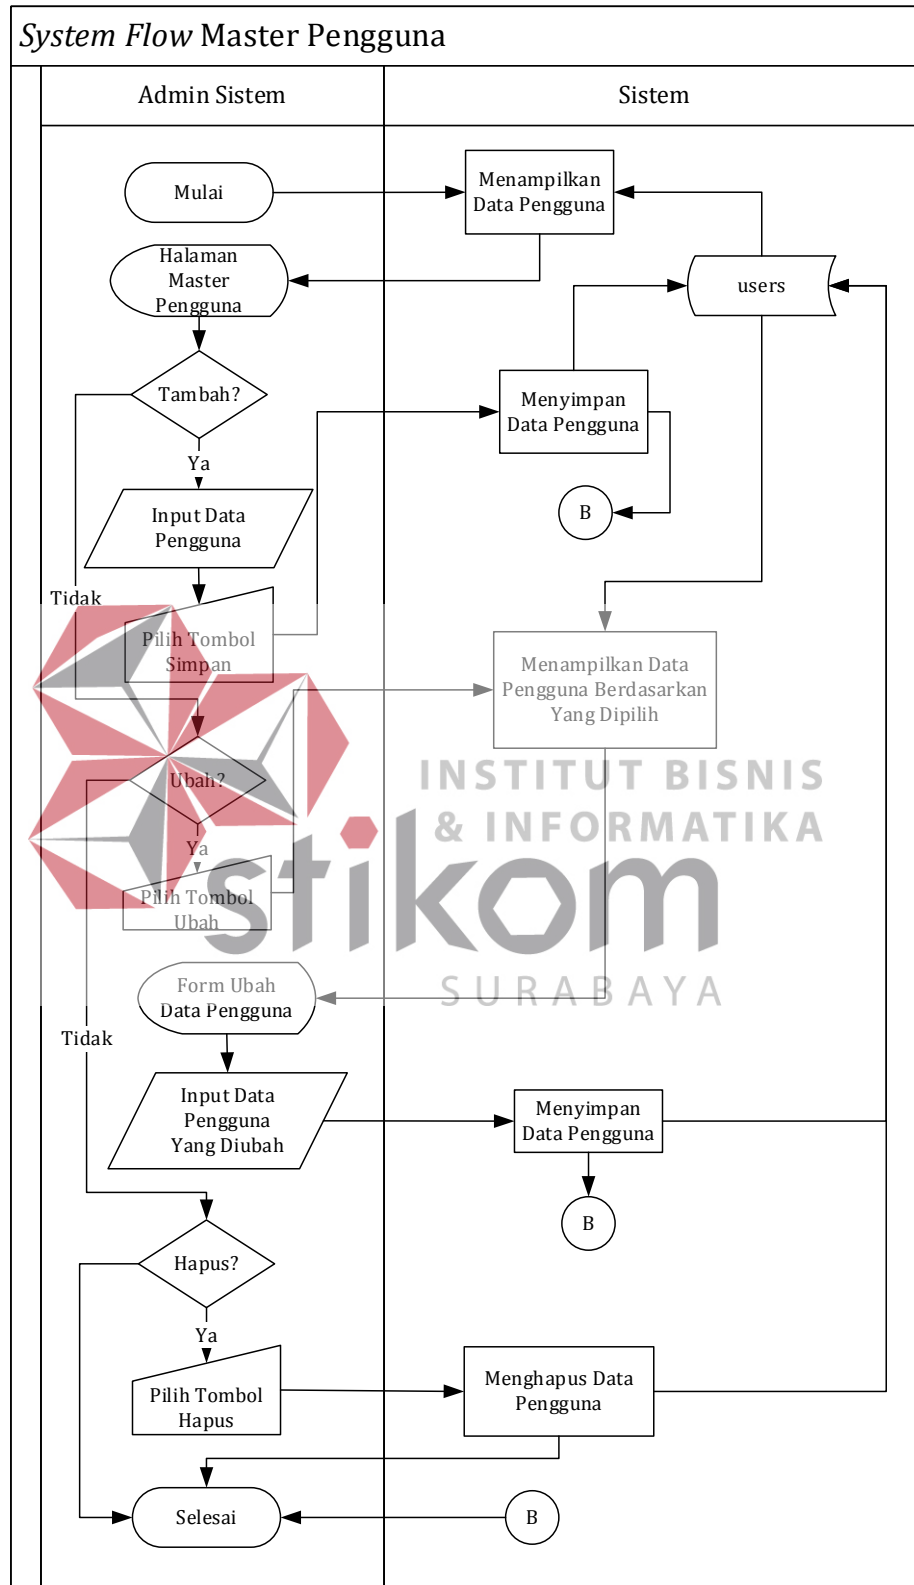 System Flow Master Pengguna
Admin Sistem
Sistem
Mulai
Menampilkan
Data Pengguna
Halaman
Master
Pengguna
users
Tambah?
Menyimpan
Data Pengguna
Ya
B
Input Data
Pengguna
Tidak
Pilih Tombol
Simpan
Menampilkan Data
Pengguna Berdasarkan
Yang Dipilih
Ubah?
INSTITUT BISNIS
& INFORMATIKA
Ya
stikom
Pilih Tombol
Ubah
SURABAYA
Form Ubah
Data Pengguna
Tidak
Input Data
Pengguna
Yang Diubah
Menyimpan
Data Pengguna
B
Hapus?
Ya
Pilih Tombol
Hapus
Menghapus Data
Pengguna
Selesai
B